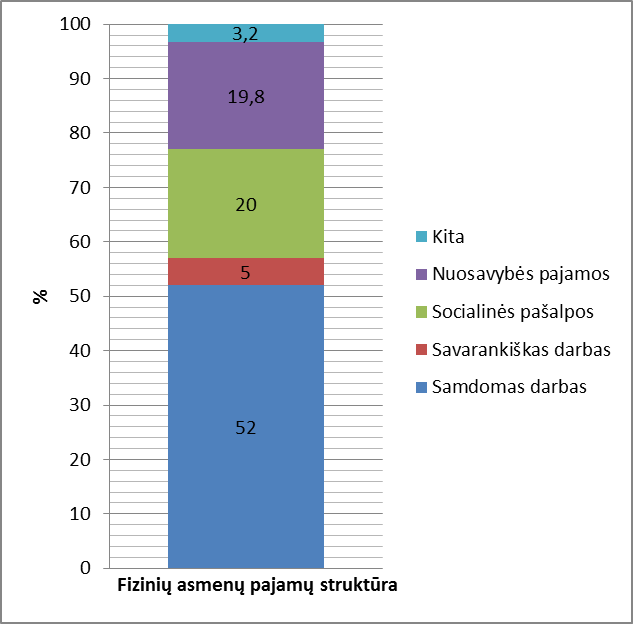 100
90
80
70
60
50
40
30
20
10
0
%
3,2
19,8
20
5
52
Fizinių asmenų pajamų struktūra
Kita
Nuosavybės pajamos
Socialinės pašalpos
Savarankiškas darbas
Samdomas darbas